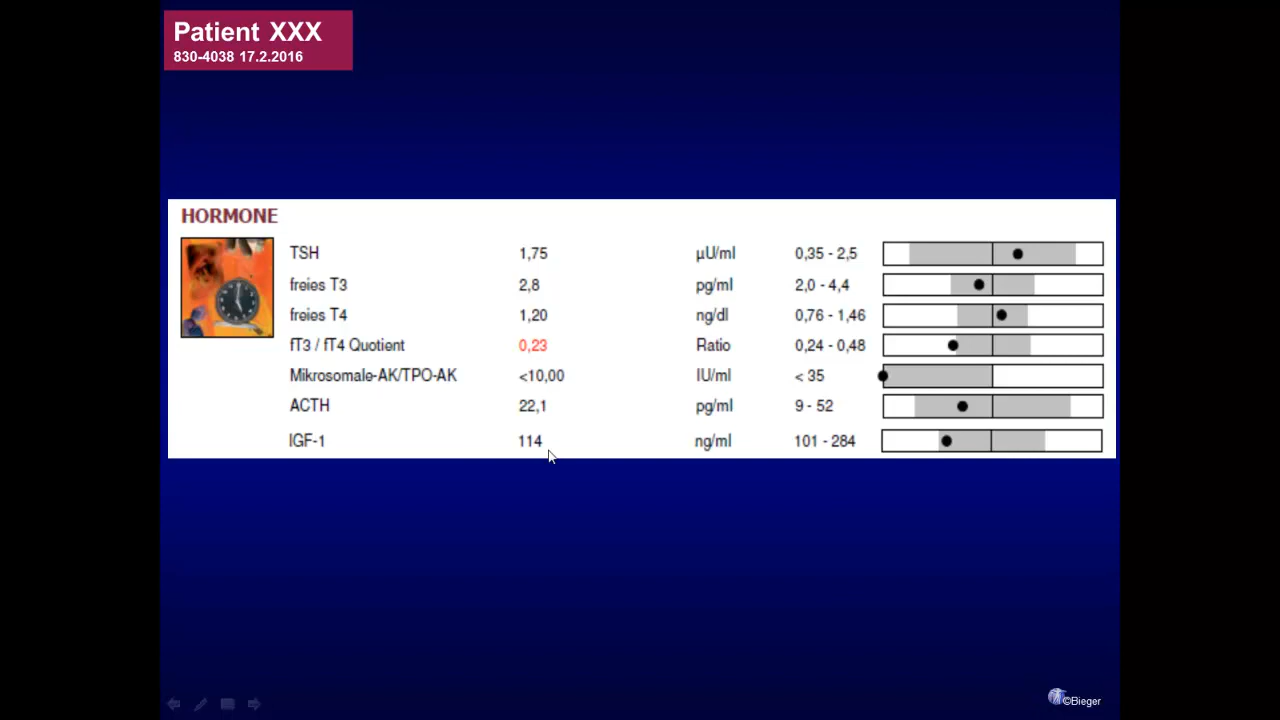 Patient XXX
830-4038 17.2.2016
HORMONE
TSH 1,75 µU/ml 0,35 - 2,5
freies T3 2,8 pg/ml 2,0 - 4,4
freies T4 1,20 ng/dl 0,76 - 1,46
fT3 / fT4 Quotient 0,23 Ratio 0,24 - 0,48
Mikrosomale-AK/TPO-AK <10,00 IU/ml < 35
ACTH 22,1 pg/ml 9 - 52
IGF-1 114 ng/ml 101 - 284
©Bieger